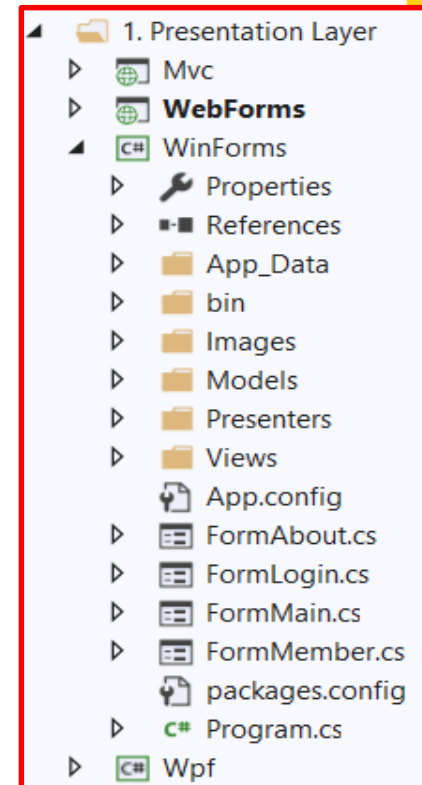 1. Presentation Layer
Mvc
WebForms
C# WinForms
Properties
References
App_Data
bin
Images
Models
Presenters
Views
App.config
FormAbout.cs
FormLogin.cs
FormMain.cs
FormMember.cs
packages.config
C# Program.cs
C# Wpf